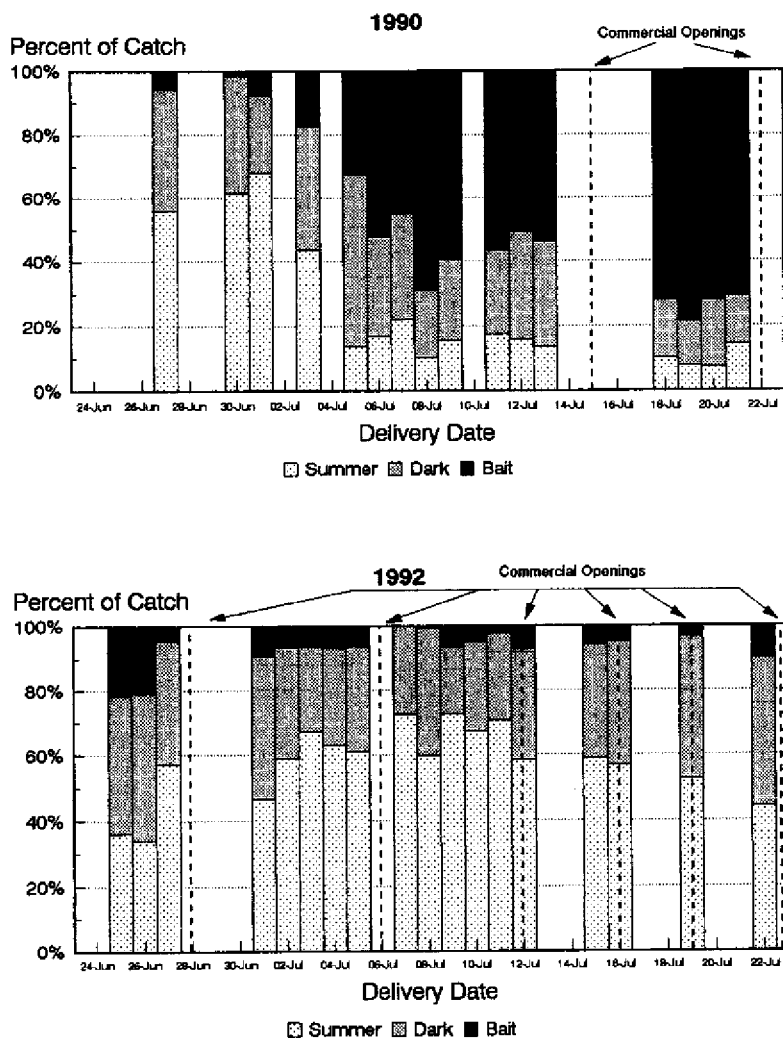 1990
Percent of Catch
Commercial Openings
100%
80%
60%
40%
20%
0%
24-Jun 26-Jun 28-Jun 30-Jun 02-Jul 04-Jul 06-Jul 08-Jul 10-Jul 12-Jul 14-Jul 16-Jul 18-Jul 20-Jul 22-Jul
Delivery Date
Summer Dark Bait
1992
Commercial Openings
Percent of Catch
100%
80%
60%
40%
20%
0%
24-Jun 26-Jun 28-Jun 30-Jun 02-Jul 04-Jul 06-Jul 08-Jul 10-Jul 12-Jul 14-Jul 16-Jul 18-Jul 20-Jul 22-Jul
Delivery Date
Summer Dark Bait